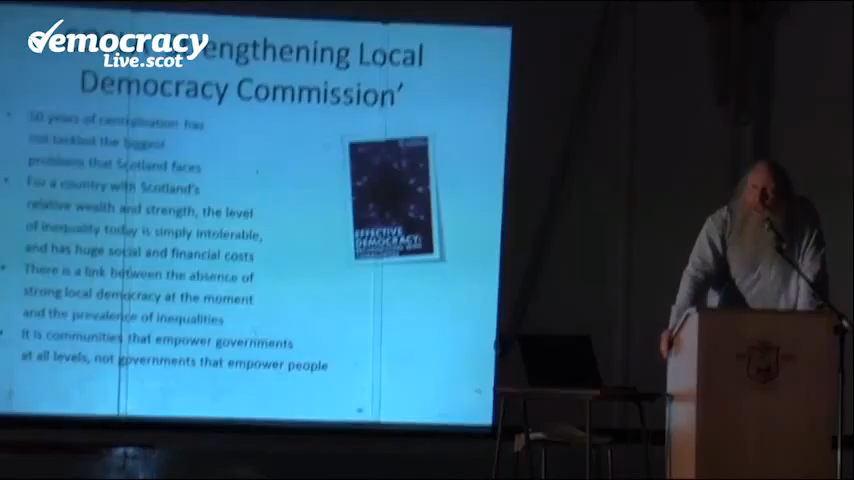 democracy
Live.scot
engthening Local
Democracy Commission'
50 years of centralisation has
not tackled the biggest
problems that Scotland faces
For a country with Scotland's
relative wealth and strength, the level
of inequality today is simply intolerable,
and has huge social and financial costs
There is a link between the absence of
strong local democracy at the moment
and the prevalence of inequalities
It is communities that empower governments
at all levels, not governments that empower people
EFFECTIVE
DEMOCRACY: